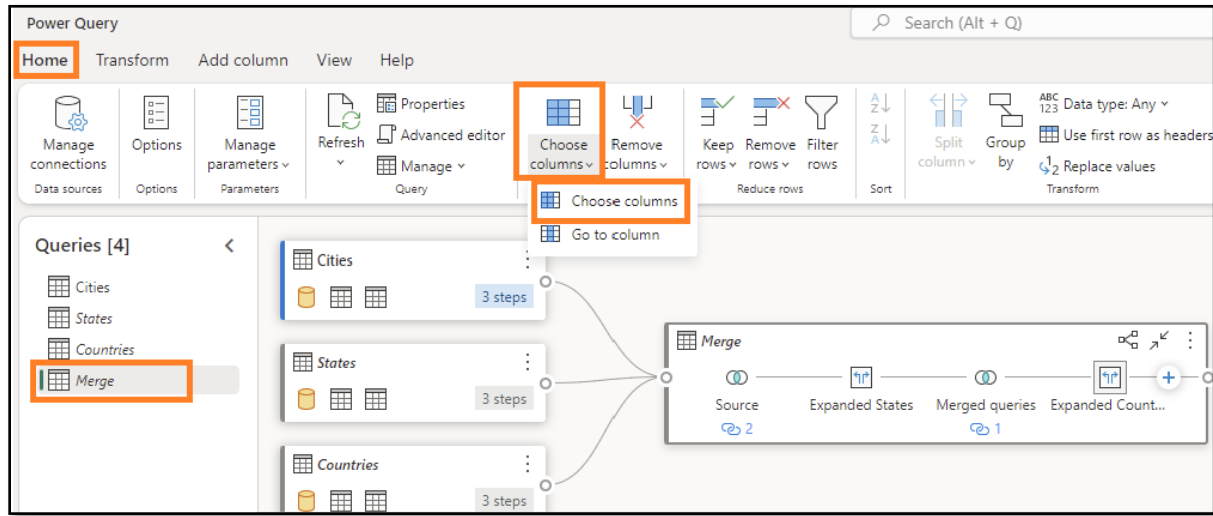 Power Query
Search (Alt + Q)
Home Transform Add column View Help
Manage connections
Data sources
Options
Options
Manage parameters
Parameters
Refresh
Properties
Advanced editor
Manage
Query
Choose columns
Remove columns
Choose columns
Go to column
Keep rows
Remove rows
Filter rows
Reduce rows
A
Z
Z
A
Sort
Split column
Group by
ABC
123 Data type: Any
Use first row as headers
1
2 Replace values
Transform
Queries [4]
Cities
States
Countries
Merge
Cities
3 steps
States
3 steps
Countries
3 steps
Merge
Source
2
Expanded States
Merged queries
1
Expanded Count...